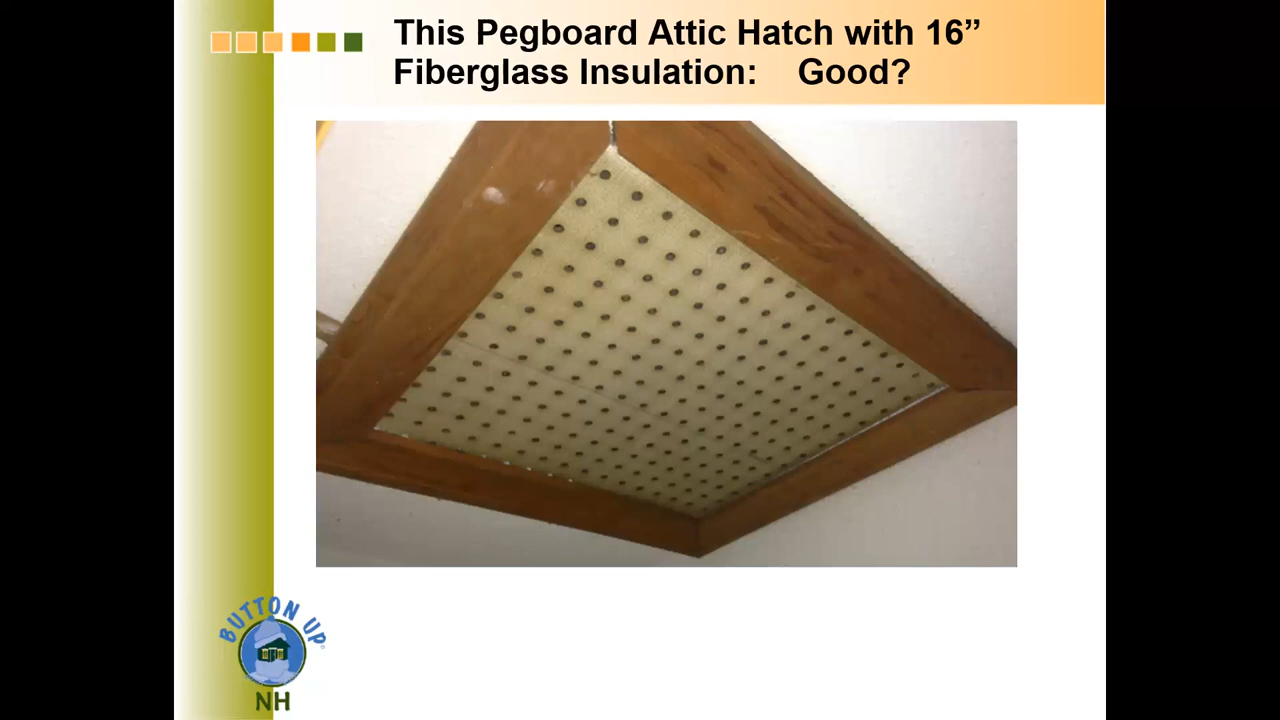 This Pegboard Attic Hatch with 16”
Fiberglass Insulation: Good?
BUTTON UP
NH